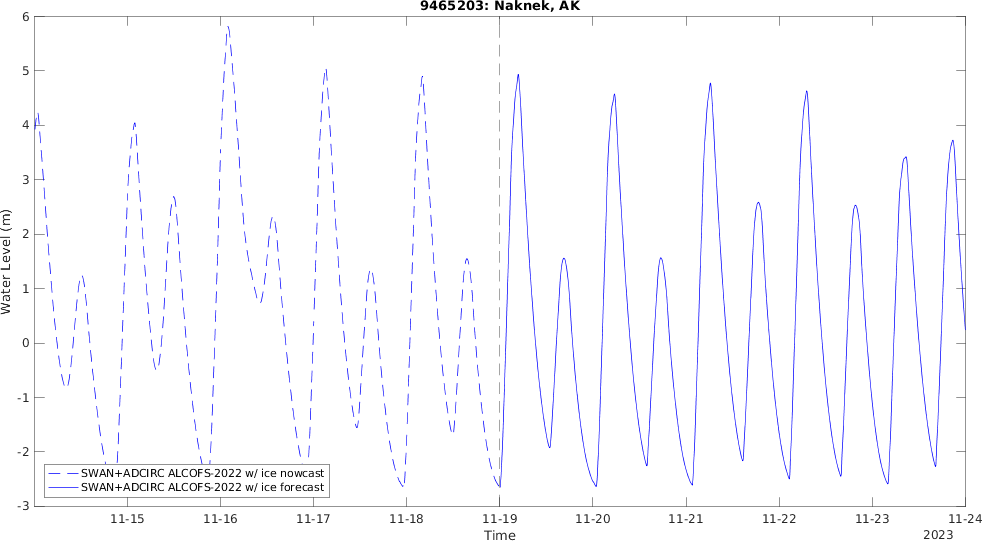 9465203: Naknek, AK
6
5
4
3
2
1
0
-1
-2
-3
Water Level (m)
SWAN+ADCIRC ALCOFS-2022 w/ ice nowcast
SWAN+ADCIRC ALCOFS-2022 w/ ice forecast
11-15 11-16 11-17 11-18 11-19 11-20 11-21 11-22 11-23 11-24
Time
2023